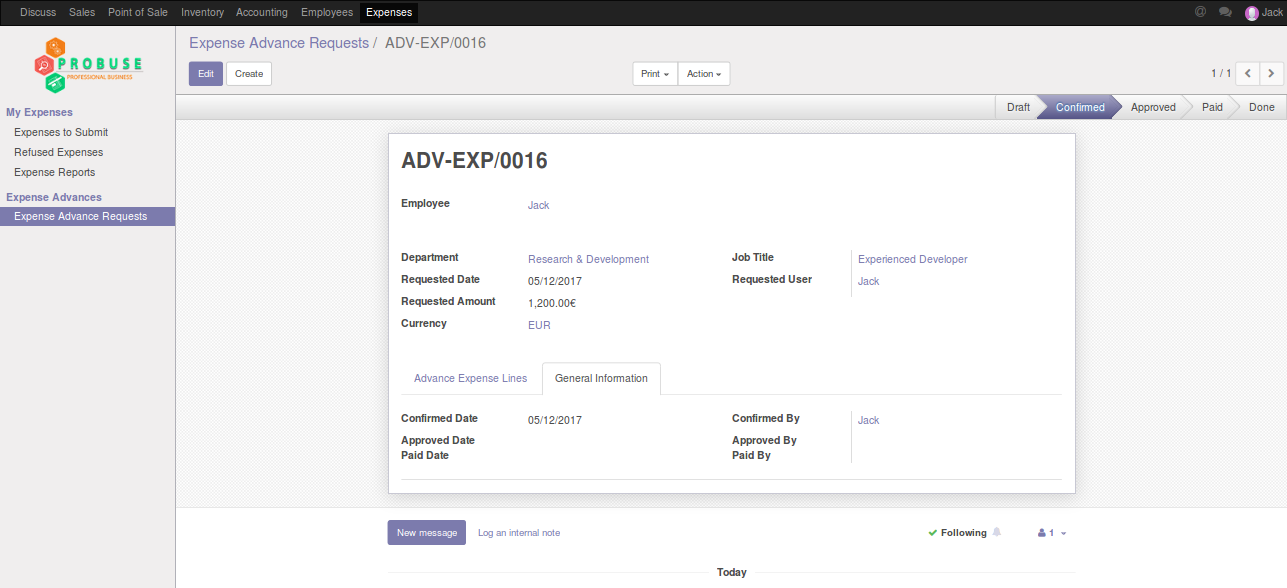 Discuss Sales Point of Sale Inventory Accounting Employees Expenses @ Jack
PROBUSE
PROFESSIONAL BUSINESS
My Expenses
Expenses to Submit
Refused Expenses
Expense Reports
Expense Advances
Expense Advance Requests
Expense Advance Requests / ADV-EXP/0016
Edit Create Print Action 1 / 1
Draft Confirmed Approved Paid Done
ADV-EXP/0016
Employee Jack
Department Research & Development Job Title Experienced Developer
Requested Date 05/12/2017 Requested User Jack
Requested Amount 1,200.00€
Currency EUR
Advance Expense Lines General Information
Confirmed Date 05/12/2017 Confirmed By Jack
Approved Date Approved By
Paid Date Paid By
New message Log an internal note Following 1
Today